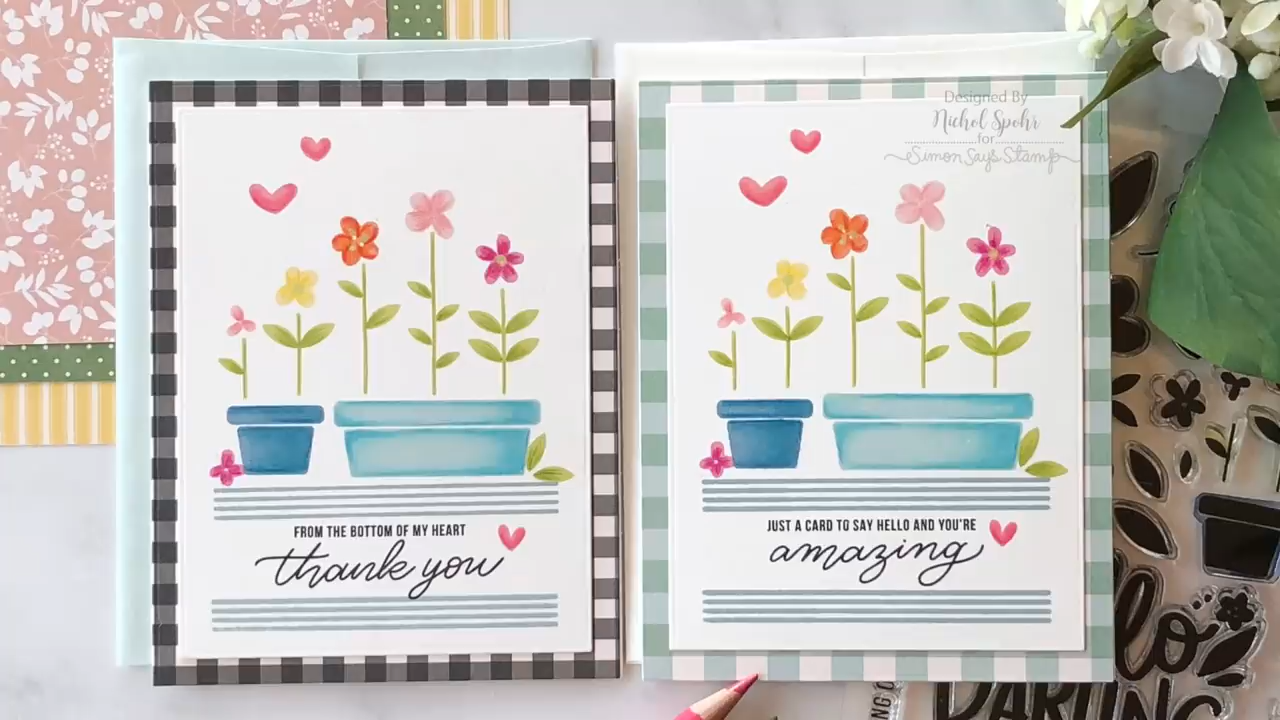 Designed By
Nichol Spohr
for
Simon Says Stamp
FROM THE BOTTOM OF MY HEART
thank you
JUST A CARD TO SAY HELLO AND YOU'RE
amazing
DARLING